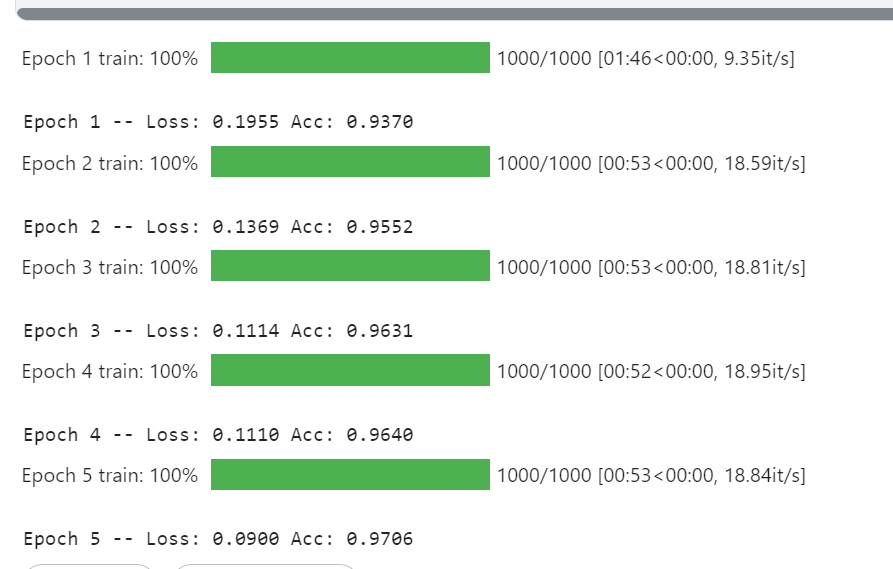 Epoch 1 train: 100% 1000/1000 [01:46<00:00, 9.35it/s]
Epoch 1 -- Loss: 0.1955 Acc: 0.9370
Epoch 2 train: 100% 1000/1000 [00:53<00:00, 18.59it/s]
Epoch 2 -- Loss: 0.1369 Acc: 0.9552
Epoch 3 train: 100% 1000/1000 [00:53<00:00, 18.81it/s]
Epoch 3 -- Loss: 0.1114 Acc: 0.9631
Epoch 4 train: 100% 1000/1000 [00:52<00:00, 18.95it/s]
Epoch 4 -- Loss: 0.1110 Acc: 0.9640
Epoch 5 train: 100% 1000/1000 [00:53<00:00, 18.84it/s]
Epoch 5 -- Loss: 0.0900 Acc: 0.9706